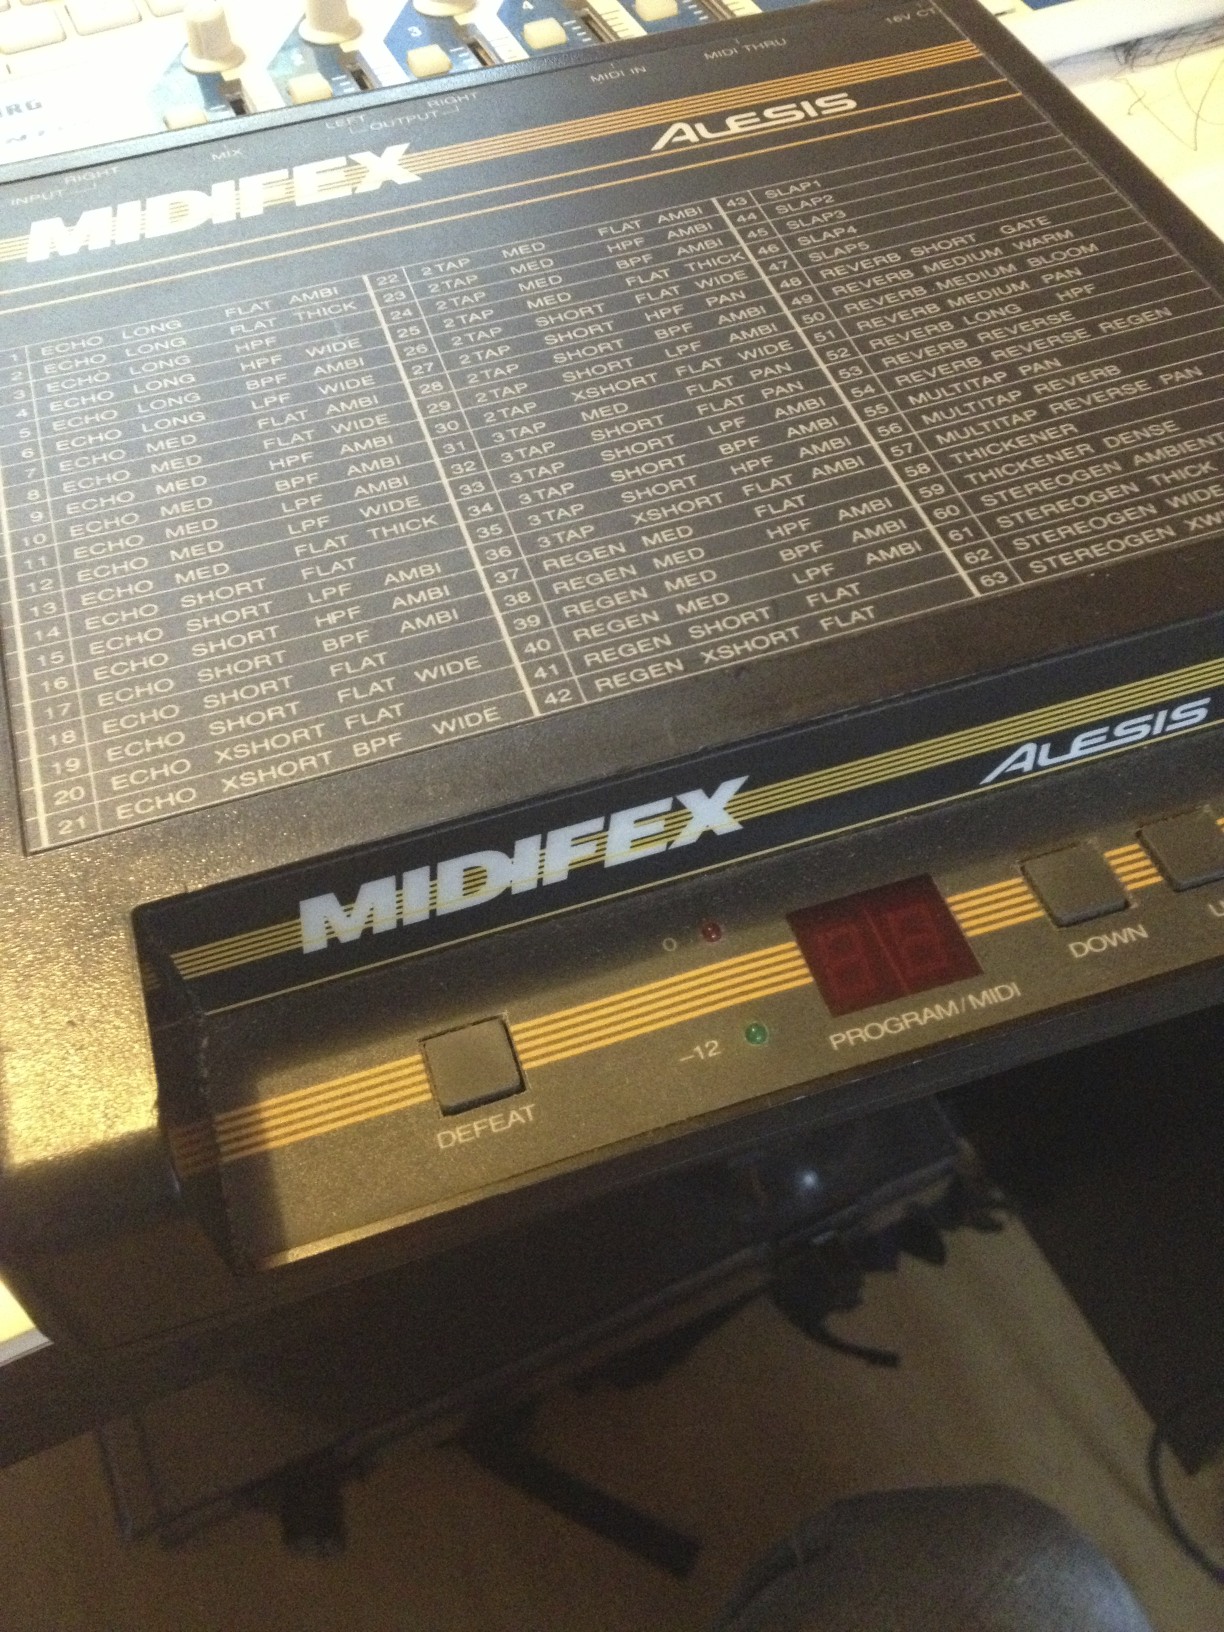 INPUT RIGHT
MIX
LEFT RIGHT
OUTPUT
MIDI IN
MIDI THRU
16V
MIDIFEX
ALESIS
1 ECHO LONG FLAT AMBI
2 ECHO LONG FLAT THICK
3 ECHO LONG HPF
4 ECHO LONG HPF WIDE
5 ECHO LONG BPF AMBI
6 ECHO LONG LPF WIDE
7 ECHO MED FLAT AMBI
8 ECHO MED FLAT WIDE
9 ECHO MED HPF AMBI
10 ECHO MED BPF AMBI
11 ECHO MED LPF AMBI
12 ECHO MED LPF WIDE
13 ECHO MED FLAT THICK
14 ECHO SHORT FLAT
15 ECHO SHORT LPF AMBI
16 ECHO SHORT HPF AMBI
17 ECHO SHORT BPF AMBI
18 ECHO SHORT FLAT
19 ECHO SHORT FLAT WIDE
20 ECHO XSHORT FLAT
21 ECHO XSHORT BPF WIDE
22 2TAP MED FLAT AMBI
23 2TAP MED HPF AMBI
24 2TAP MED BPF AMBI
25 2TAP MED FLAT THICK
26 2TAP SHORT FLAT WIDE
27 2TAP SHORT HPF PAN
28 2TAP SHORT BPF AMBI
29 2TAP SHORT LPF AMBI
30 2TAP XSHORT FLAT WIDE
31 3TAP MED FLAT PAN
32 3TAP SHORT FLAT PAN
33 3TAP SHORT LPF AMBI
34 3TAP SHORT BPF AMBI
35 3TAP SHORT HPF AMBI
36 3TAP XSHORT FLAT AMBI
37 REGEN MED FLAT
38 REGEN MED HPF AMBI
39 REGEN MED BPF AMBI
40 REGEN MED LPF AMBI
41 REGEN SHORT FLAT
42 REGEN XSHORT FLAT
43 SLAP1
44 SLAP2
45 SLAP3
46 SLAP4
47 SLAP5
48 REVERB SHORT GATE
49 REVERB MEDIUM WARM
50 REVERB MEDIUM BLOOM
51 REVERB MEDIUM PAN
52 REVERB LONG HPF
53 REVERB REVERSE
54 REVERB REVERSE REGEN
55 MULTITAP PAN
56 MULTITAP REVERB
57 MULTITAP REVERSE PAN
58 THICKENER
59 THICKENER DENSE
60 STEREOGEN AMBIENT
61 STEREOGEN THICK
62 STEREOGEN WIDE
63 STEREOGEN
MIDIFEX
ALESIS
0
-12
DEFEAT
PROGRAM/MIDI
DOWN
3
4